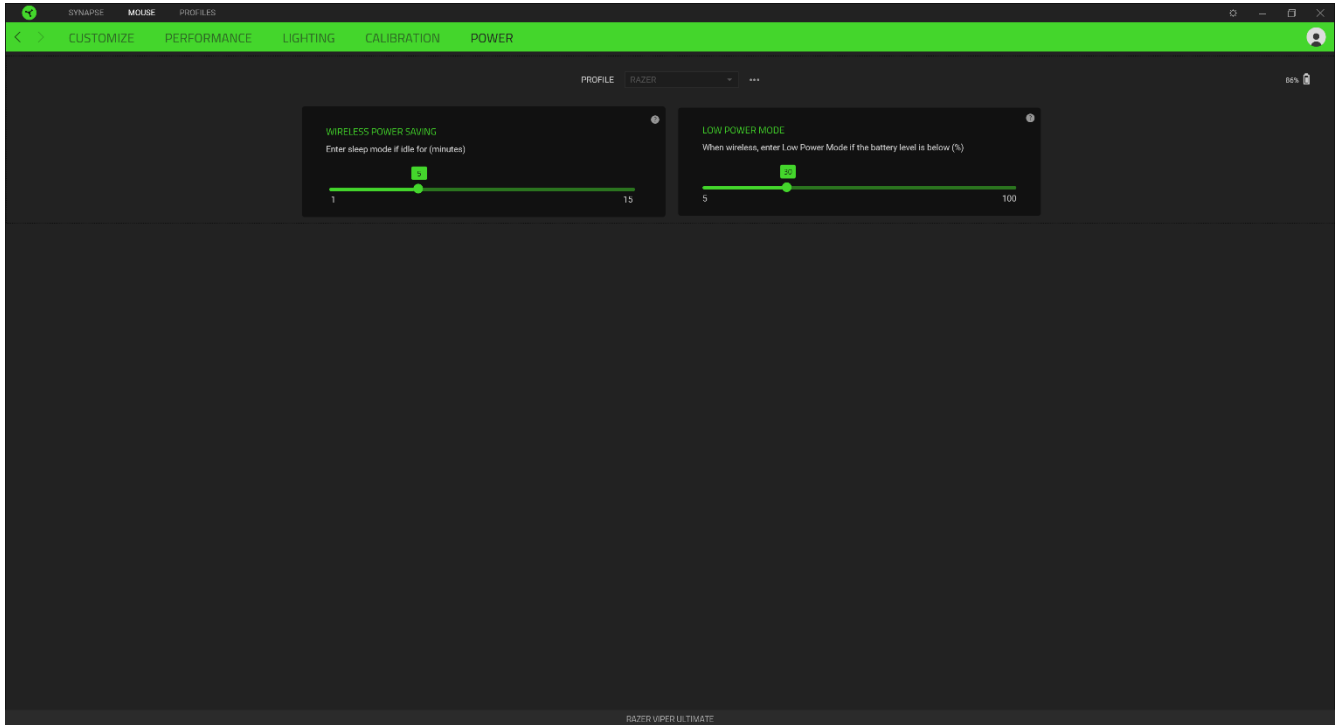 SYNAPSE MOUSE PROFILES
CUSTOMIZE PERFORMANCE LIGHTING CALIBRATION POWER
PROFILE RAZER
86%
WIRELESS POWER SAVING
Enter sleep mode if idle for (minutes)
5
1 15
LOW POWER MODE
When wireless, enter Low Power Mode if the battery level is below (%)
30
5 100
RAZER VIPER ULTIMATE